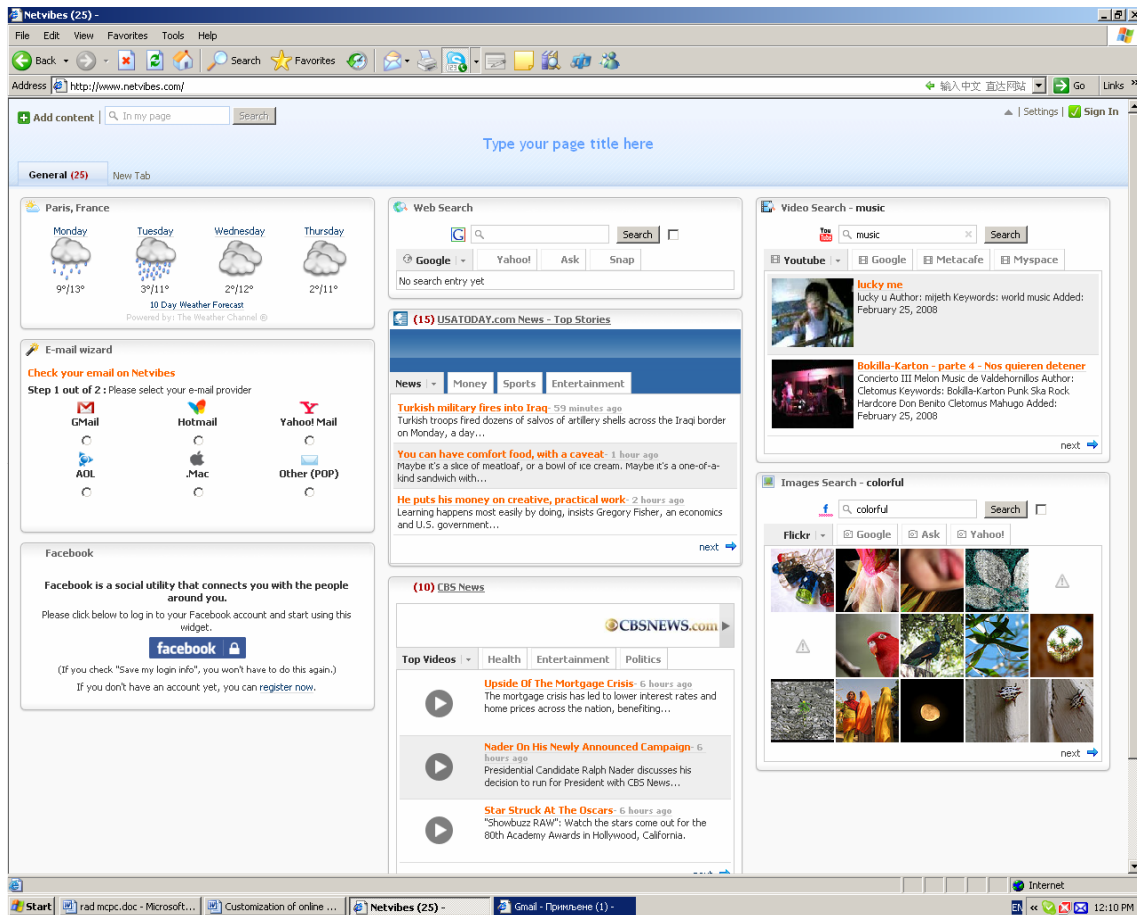 Netvibes (25) -
File Edit View Favorites Tools Help
Back Search Favorites
Address http://www.netvibes.com/ 输入中文 直达网站 Go Links »
Add content | In my page Search
| Settings | Sign In
Type your page title here
General (25) New Tab
Paris, France
Monday Tuesday Wednesday Thursday
9°/13° 3°/11° 2°/12° 2°/11°
10 Day Weather Forecast
Powered by: The Weather Channel ®
E-mail wizard
Check your email on Netvibes
Step 1 out of 2 : Please select your e-mail provider
GMail Hotmail Yahoo! Mail
AOL .Mac Other (POP)
Facebook
Facebook is a social utility that connects you with the people
around you.
Please click below to log in to your Facebook account and start using this
widget.
facebook
(If you check "Save my login info", you won't have to do this again.)
If you don't have an account yet, you can register now.
Web Search
G Search
Google Yahoo! Ask Snap
No search entry yet
(15) USATODAY.com News - Top Stories
News Money Sports Entertainment
Turkish military fires into Iraq- 59 minutes ago
Turkish troops fired dozens of salvos of artillery shells across the Iraqi border
on Monday, a day...
You can have comfort food, with a caveat- 1 hour ago
Maybe it's a slice of meatloaf, or a bowl of ice cream. Maybe it's a one-of-a-
kind sandwich with...
He puts his money on creative, practical work- 2 hours ago
Learning happens most easily by doing, insists Gregory Fisher, an economics
and U.S. government...
next
(10) CBS News
CBSNEWS.com
Top Videos Health Entertainment Politics
Upside Of The Mortgage Crisis- 6 hours ago
The mortgage crisis has led to lower interest rates and
home prices across the nation, benefiting...
Nader On His Newly Announced Campaign- 6
hours ago
Presidential Candidate Ralph Nader discusses his
decision to run for President with CBS News...
Star Struck At The Oscars- 6 hours ago
"Showbuzz RAW": Watch the stars come out for the
80th Academy Awards in Hollywood, California.
Video Search - music
You Tube music Search
Youtube Google Metacafe Myspace
lucky me
lucky u Author: mijeth Keywords: world music Added:
February 25, 2008
Bokilla-Karton - parte 4 - Nos quieren detener
Concierto III Melon Music de Valdehornillos Author:
Cletomus Keywords: Bokilla-Karton Punk Ska Rock
Hardcore Don Benito Cletomus Mahugo Added:
February 25, 2008
next
Images Search - colorful
f colorful Search
Flickr Google Ask Yahoo!
next
Internet
Start rad mcpc.doc - Microsoft... Customization of online ... Netvibes (25) - Gmail - Примљене (1) - EN « 12:10 PM